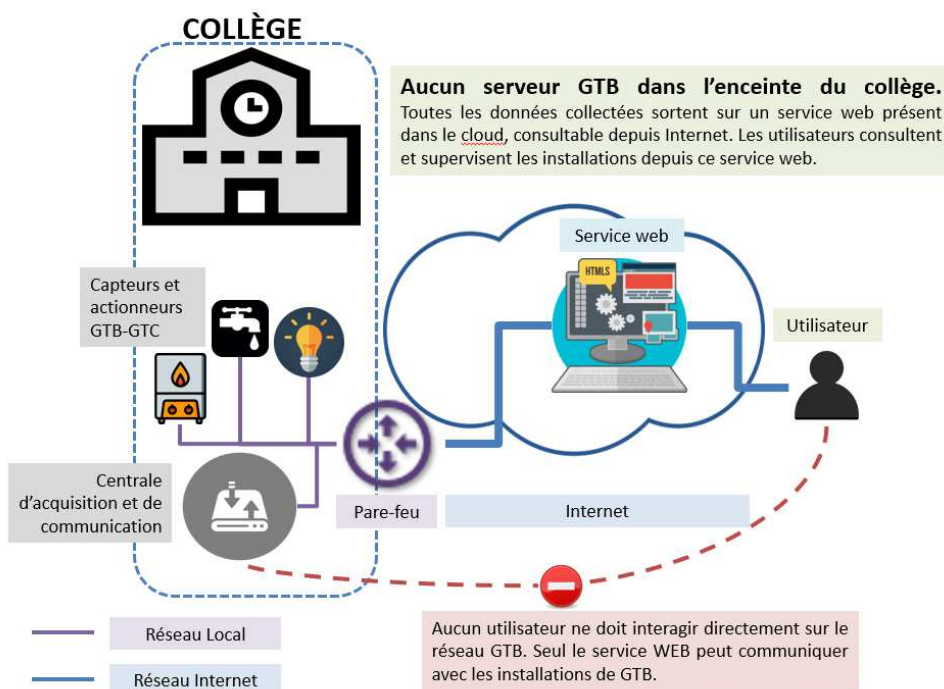 COLLÈGE
Aucun serveur GTB dans l'enceinte du collège.
Toutes les données collectées sortent sur un service web présent
dans le cloud, consultable depuis Internet. Les utilisateurs consultent
et supervisent les installations depuis ce service web.
Service web
HTML5
Capteurs et
actionneurs
GTB-GTC
Utilisateur
Centrale
d'acquisition et de
communication
Pare-feu
Internet
Réseau Local
Réseau Internet
Aucun utilisateur ne doit interagir directement sur le
réseau GTB. Seul le service WEB peut communiquer
avec les installations de GTB.